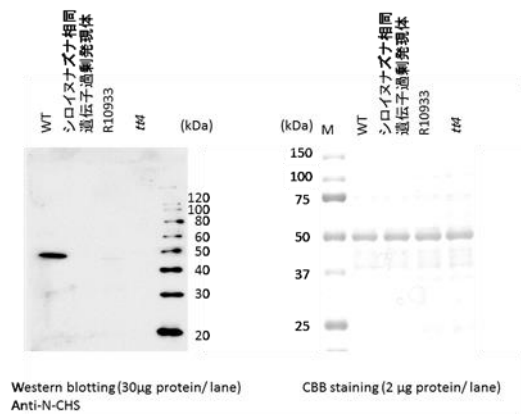 WT
シロイヌナズナ相同
遺伝子過剰発現体
R10933
tt4
(kDa)
120
100
80
60
50
40
30
20
Western blotting (30μg protein/ lane)
Anti-N-CHS
(kDa)
M
WT
シロイヌナズナ相同
遺伝子過剰発現体
R10933
tt4
150
100
75
50
37
25
CBB staining (2 μg protein/ lane)